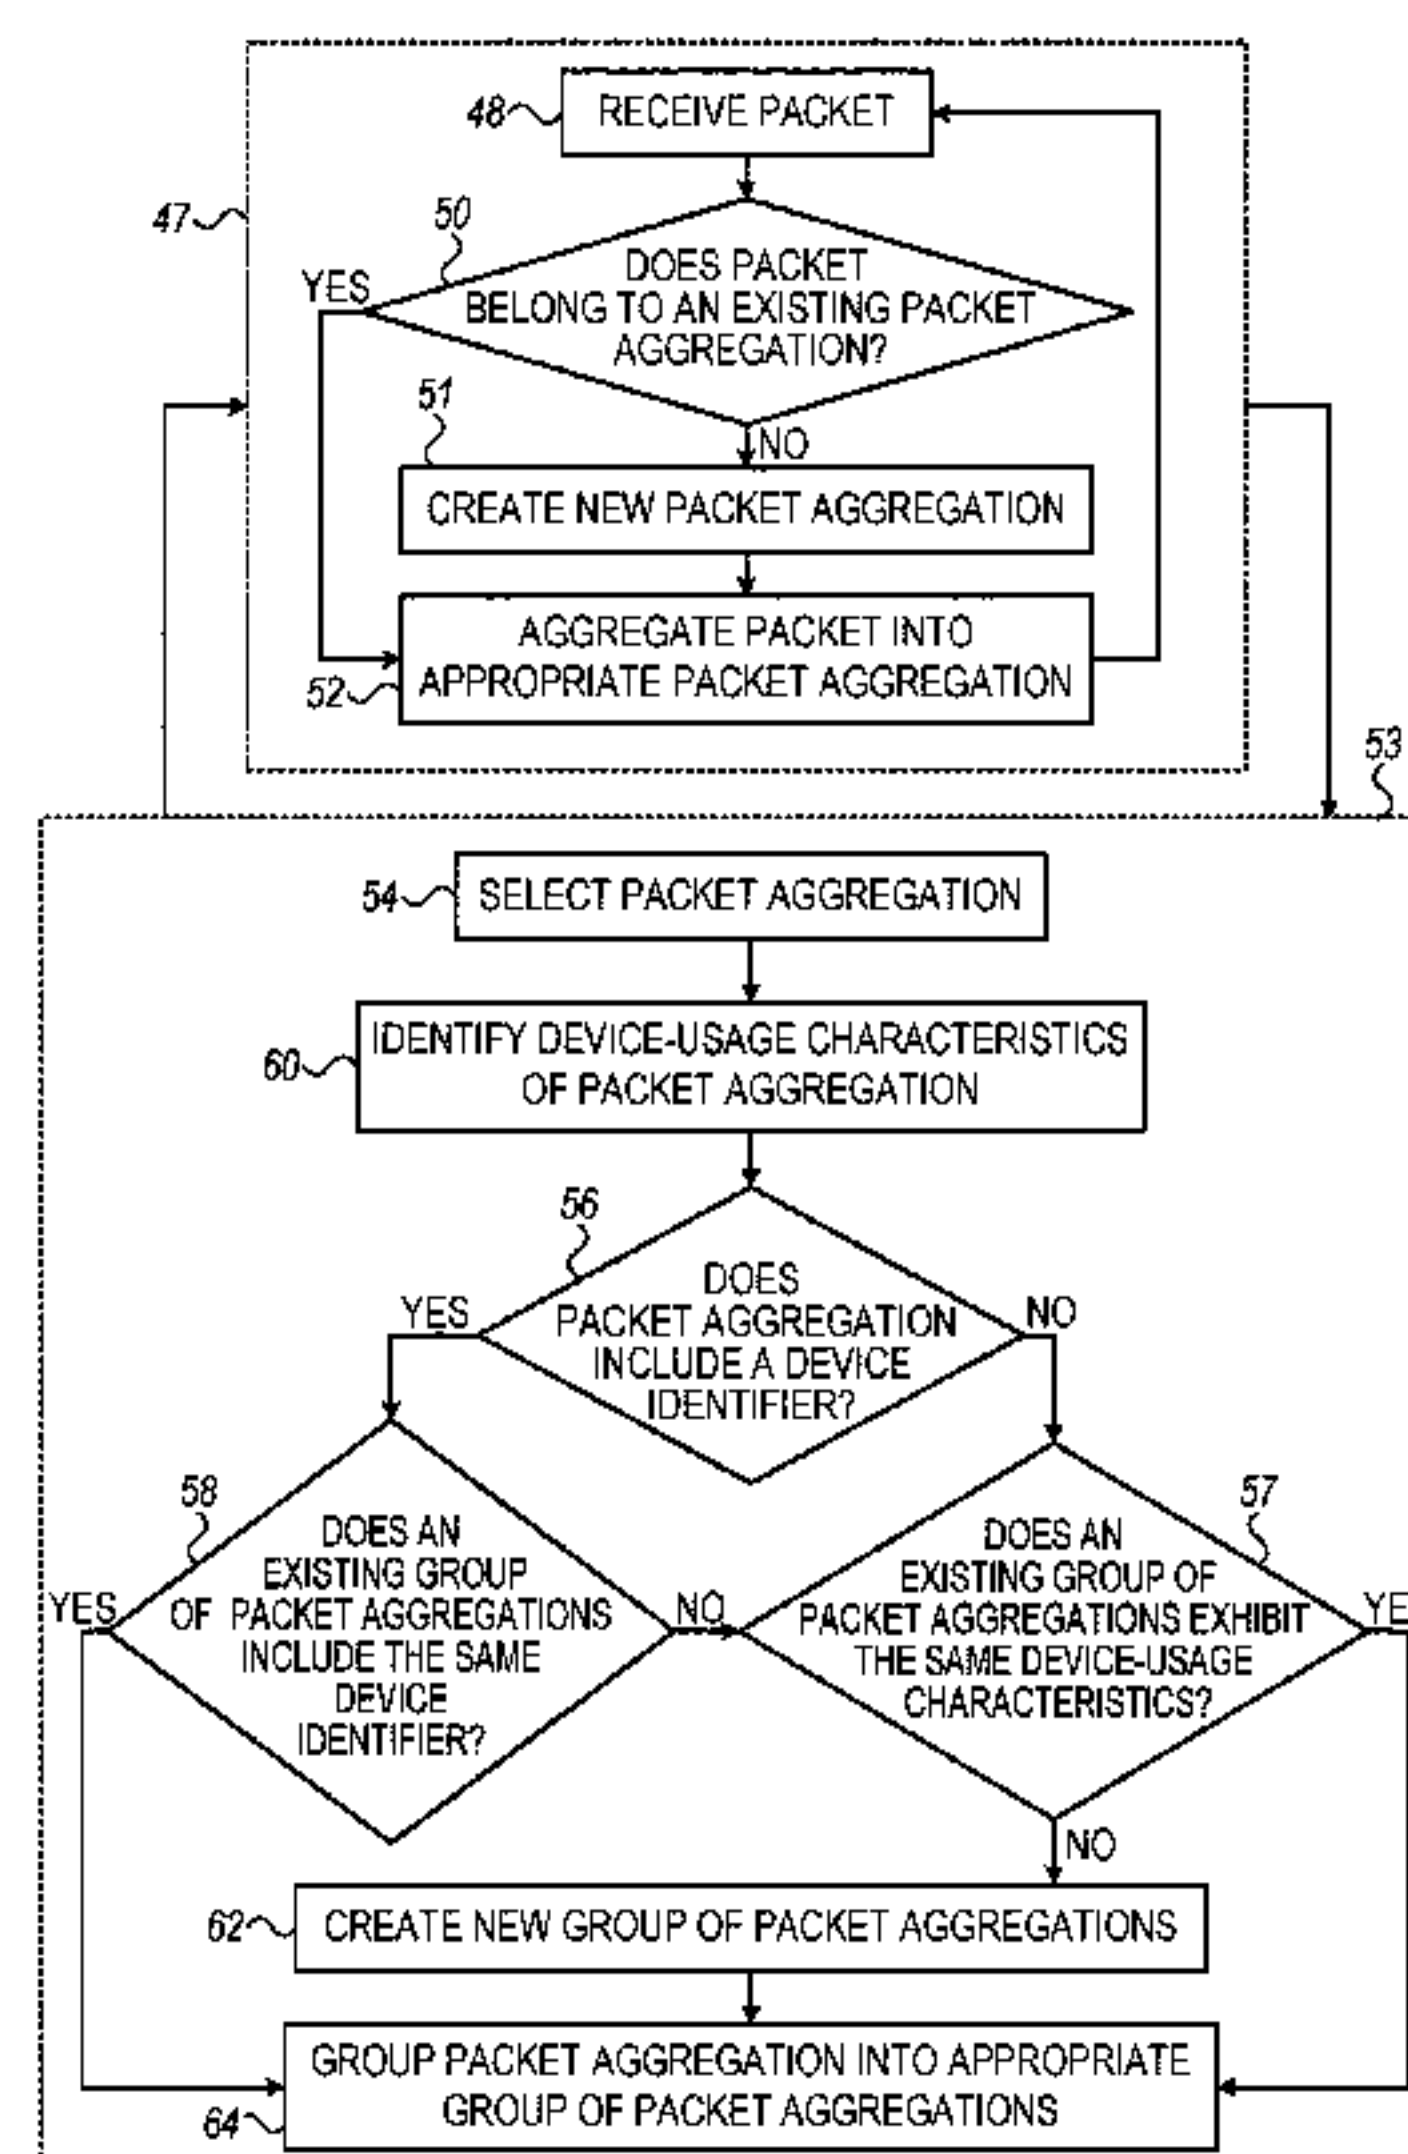 48
RECEIVE PACKET
47
50
YES
DOES PACKET
BELONG TO AN EXISTING PACKET
AGGREGATION?
51
NO
CREATE NEW PACKET AGGREGATION
AGGREGATE PACKET INTO
APPROPRIATE PACKET AGGREGATION
52
53
54
SELECT PACKET AGGREGATION
60
IDENTIFY DEVICE-USAGE CHARACTERISTICS
OF PACKET AGGREGATION
56
YES
DOES
PACKET AGGREGATION
INCLUDE A DEVICE
IDENTIFIER?
NO
58
YES
DOES AN
EXISTING GROUP
OF PACKET AGGREGATIONS
INCLUDE THE SAME
DEVICE
IDENTIFIER?
NO
57
DOES AN
EXISTING GROUP OF
PACKET AGGREGATIONS EXHIBIT
THE SAME DEVICE-USAGE
CHARACTERISTICS?
YE
NO
62
CREATE NEW GROUP OF PACKET AGGREGATIONS
GROUP PACKET AGGREGATION INTO APPROPRIATE
GROUP OF PACKET AGGREGATIONS
64